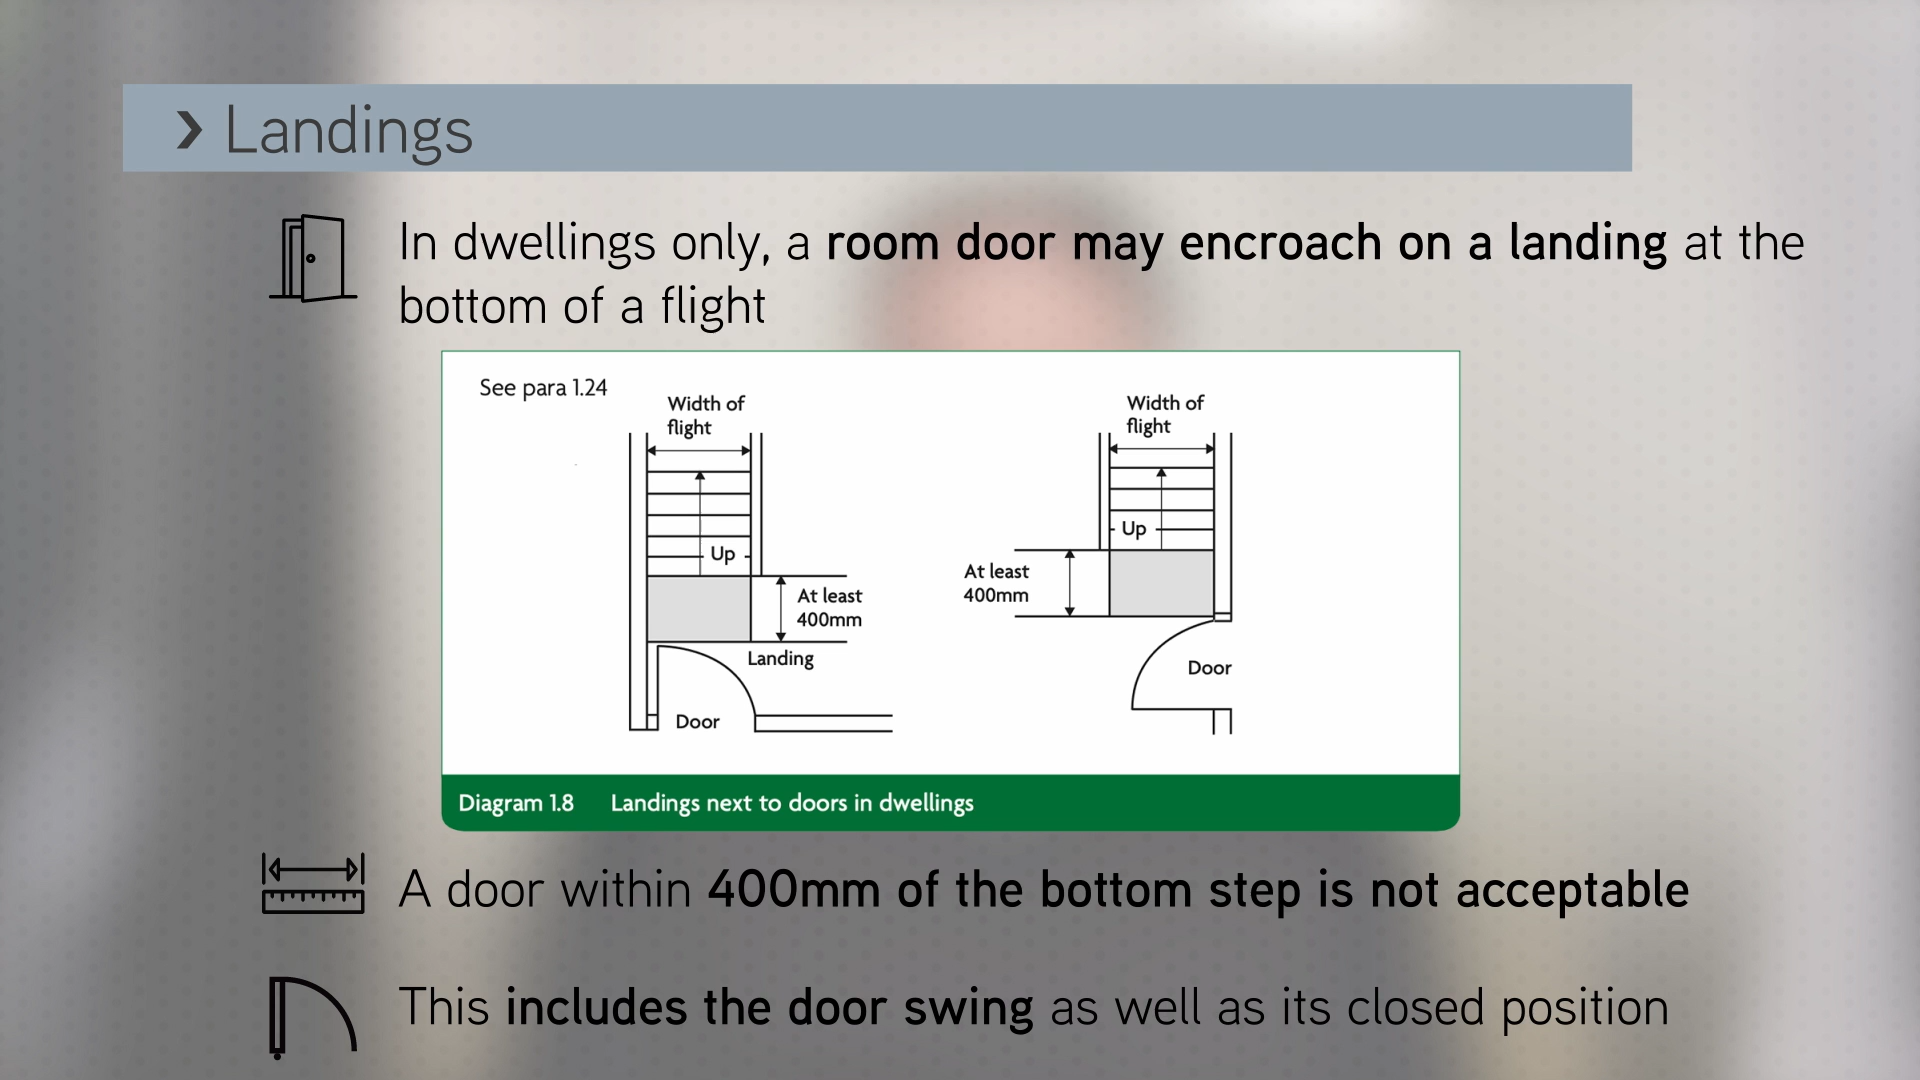 Landings
In dwellings only, a room door may encroach on a landing at the
bottom of a flight
See para 1.24
Width of
flight
Up
At least
400mm
Landing
Door
Width of
flight
Up
At least
400mm
Door
Diagram 1.8 Landings next to doors in dwellings
A door within 400mm of the bottom step is not acceptable
This includes the door swing as well as its closed position